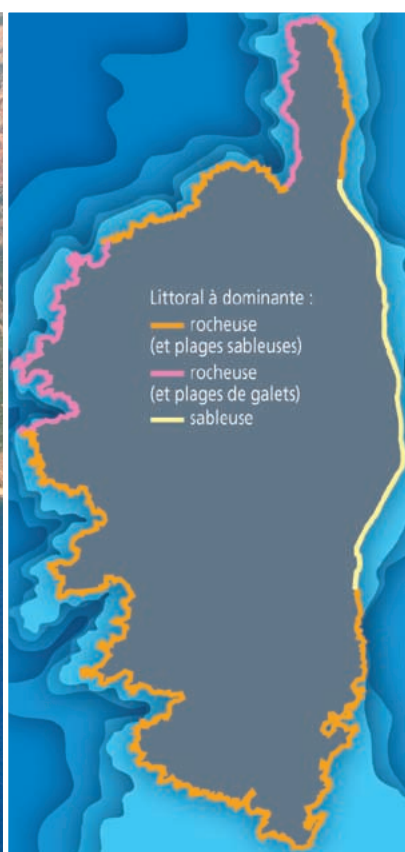 Littoral à dominante :
rocheuse
(et plages sableuses)
rocheuse
(et plages de galets)
sableuse